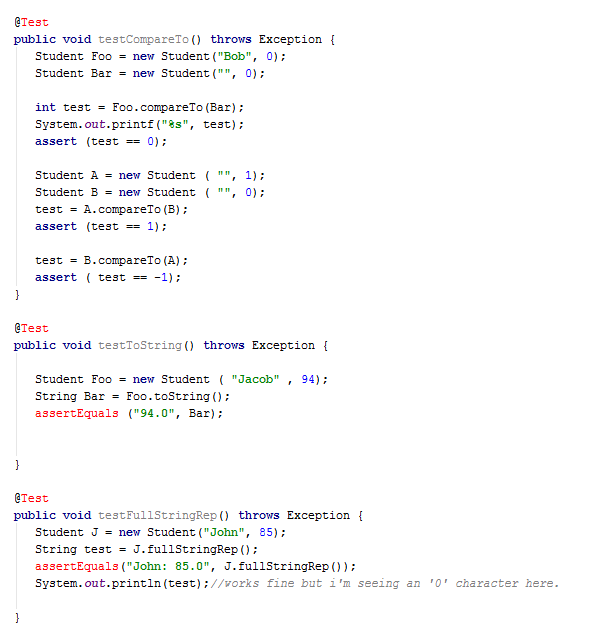 @Test
public void testCompareTo() throws Exception {
Student Foo = new Student("Bob", 0);
Student Bar = new Student("", 0);
int test = Foo.compareTo(Bar);
System.out.printf("%s", test);
assert (test == 0);
Student A = new Student ( "", 1);
Student B = new Student ( "", 0);
test = A.compareTo(B);
assert (test == 1);
test = B.compareTo(A);
assert ( test == -1);
}
@Test
public void testToString() throws Exception {
Student Foo = new Student ( "Jacob" , 94);
String Bar = Foo.toString();
assertEquals ("94.0", Bar);
}
@Test
public void testFullStringRep() throws Exception {
Student J = new Student("John", 85);
String test = J.fullStringRep();
assertEquals("John: 85.0", J.fullStringRep());
System.out.println(test);//works fine but i'm seeing an '0' character here.
}